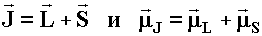 J⃗ = L⃗ + S⃗ и μ⃗_J = μ⃗_L + μ⃗_S